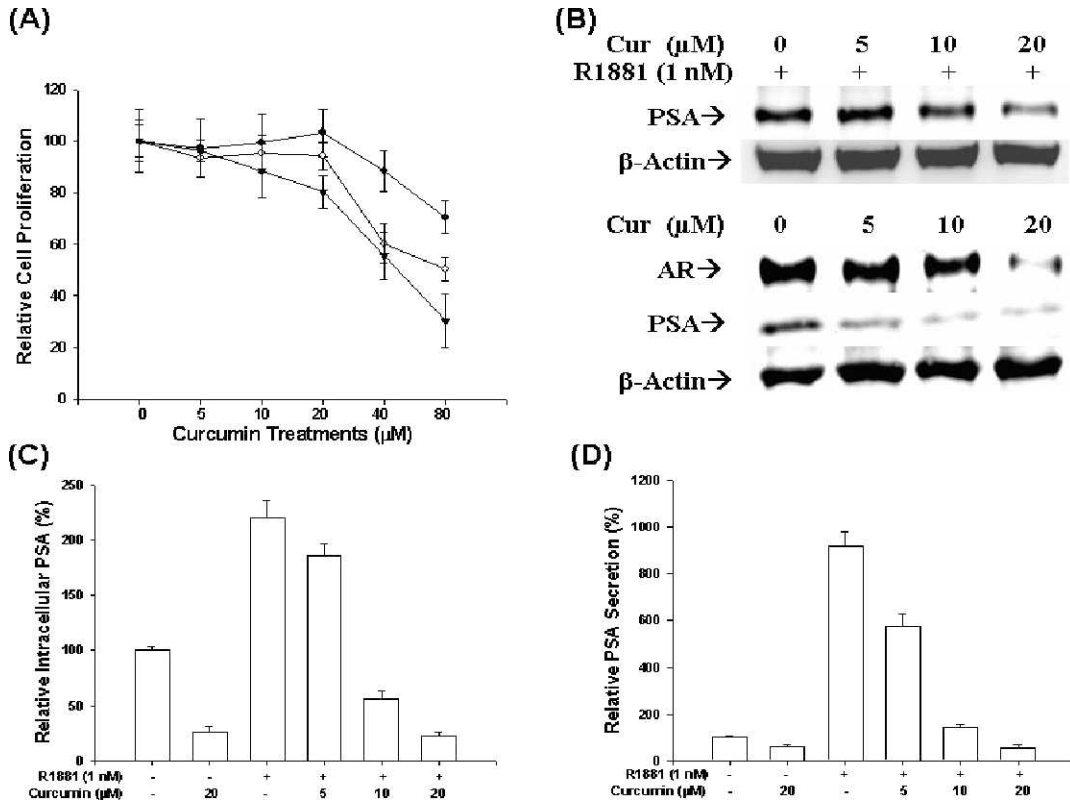 (A)
Relative Cell Proliferation
120
100
80
60
40
20
0
0 5 10 20 40 80
Curcumin Treatments (µM)
(B)
Cur (µM) 0 5 10 20
R1881 (1 nM) + + + +
PSA→
β-Actin→
Cur (µM) 0 5 10 20
AR→
PSA→
β-Actin→
(C)
Relative Intracellular PSA (%)
250
200
150
100
50
0
R1881 (1 nM) - - + + + +
Curcumin (µM) - 20 - 5 10 20
(D)
Relative PSA Secretion (%)
1200
1000
800
600
400
200
0
R1881 (1 nM) - - + + + +
Curcumin (µM) - 20 - 5 10 20